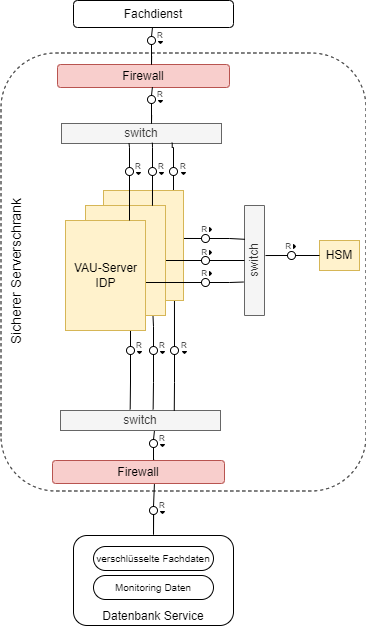 Fachdienst
R
Firewall
R
switch
R
R
R
Sicherer Serverschrank
VAU-Server
IDP
R
R
R
switch
R
HSM
R
R
R
switch
R
Firewall
R
verschlüsselte Fachdaten
Monitoring Daten
Datenbank Service